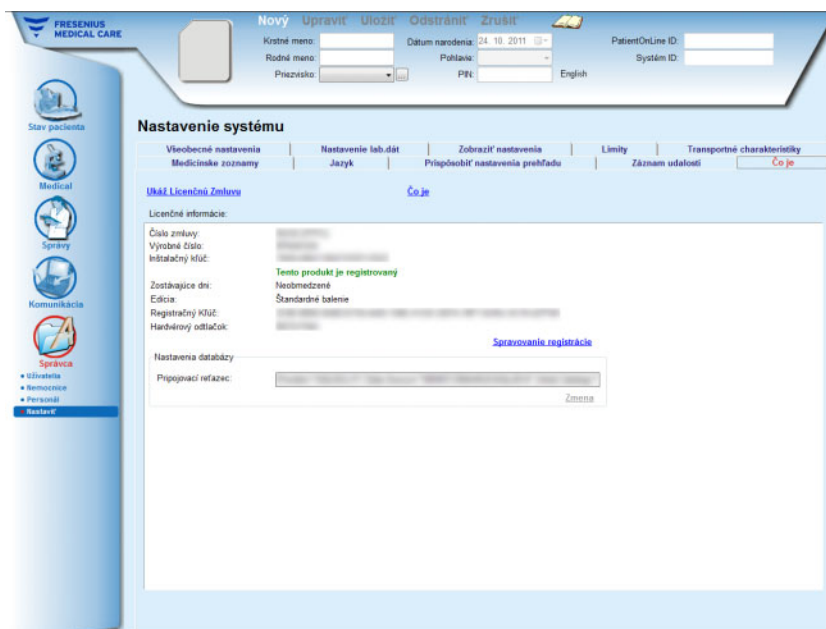 FRESENIUS
MEDICAL CARE
Nový Upraviť Uložiť Odstrániť Zrušiť
Krstné meno: Dátum narodenia: 24. 10. 2011 PatientOnLine ID:
Rodné meno: Pohlavie: Systém ID:
Priezvisko: ... PIN: English
Stav pacienta
Medical
Správy
Komunikácia
Správca
Užívatelia
Nemocnice
Personál
Nastaviť
Nastavenie systému
Všeobecné nastavenia | Nastavenie lab.dát | Zobraziť nastavenia | Limity | Transportné charakteristiky
Medicínske zoznamy | Jazyk | Prispôsobiť nastavenia prehľadu | Záznam udalostí | Čo je
Ukáž Licenčnú Zmluvu Čo je
Licenčné informácie:
Číslo zmluvy:
Výrobné číslo:
Inštalačný kľúč:
Tento produkt je registrovaný
Zostávajúce dni: Neobmedzené
Edícia: Štandardné balenie
Registračný Kľúč:
Hardvérový odtlačok:
Spravovanie registrácie
Nastavenia databázy
Pripojovací reťazec:
Zmena